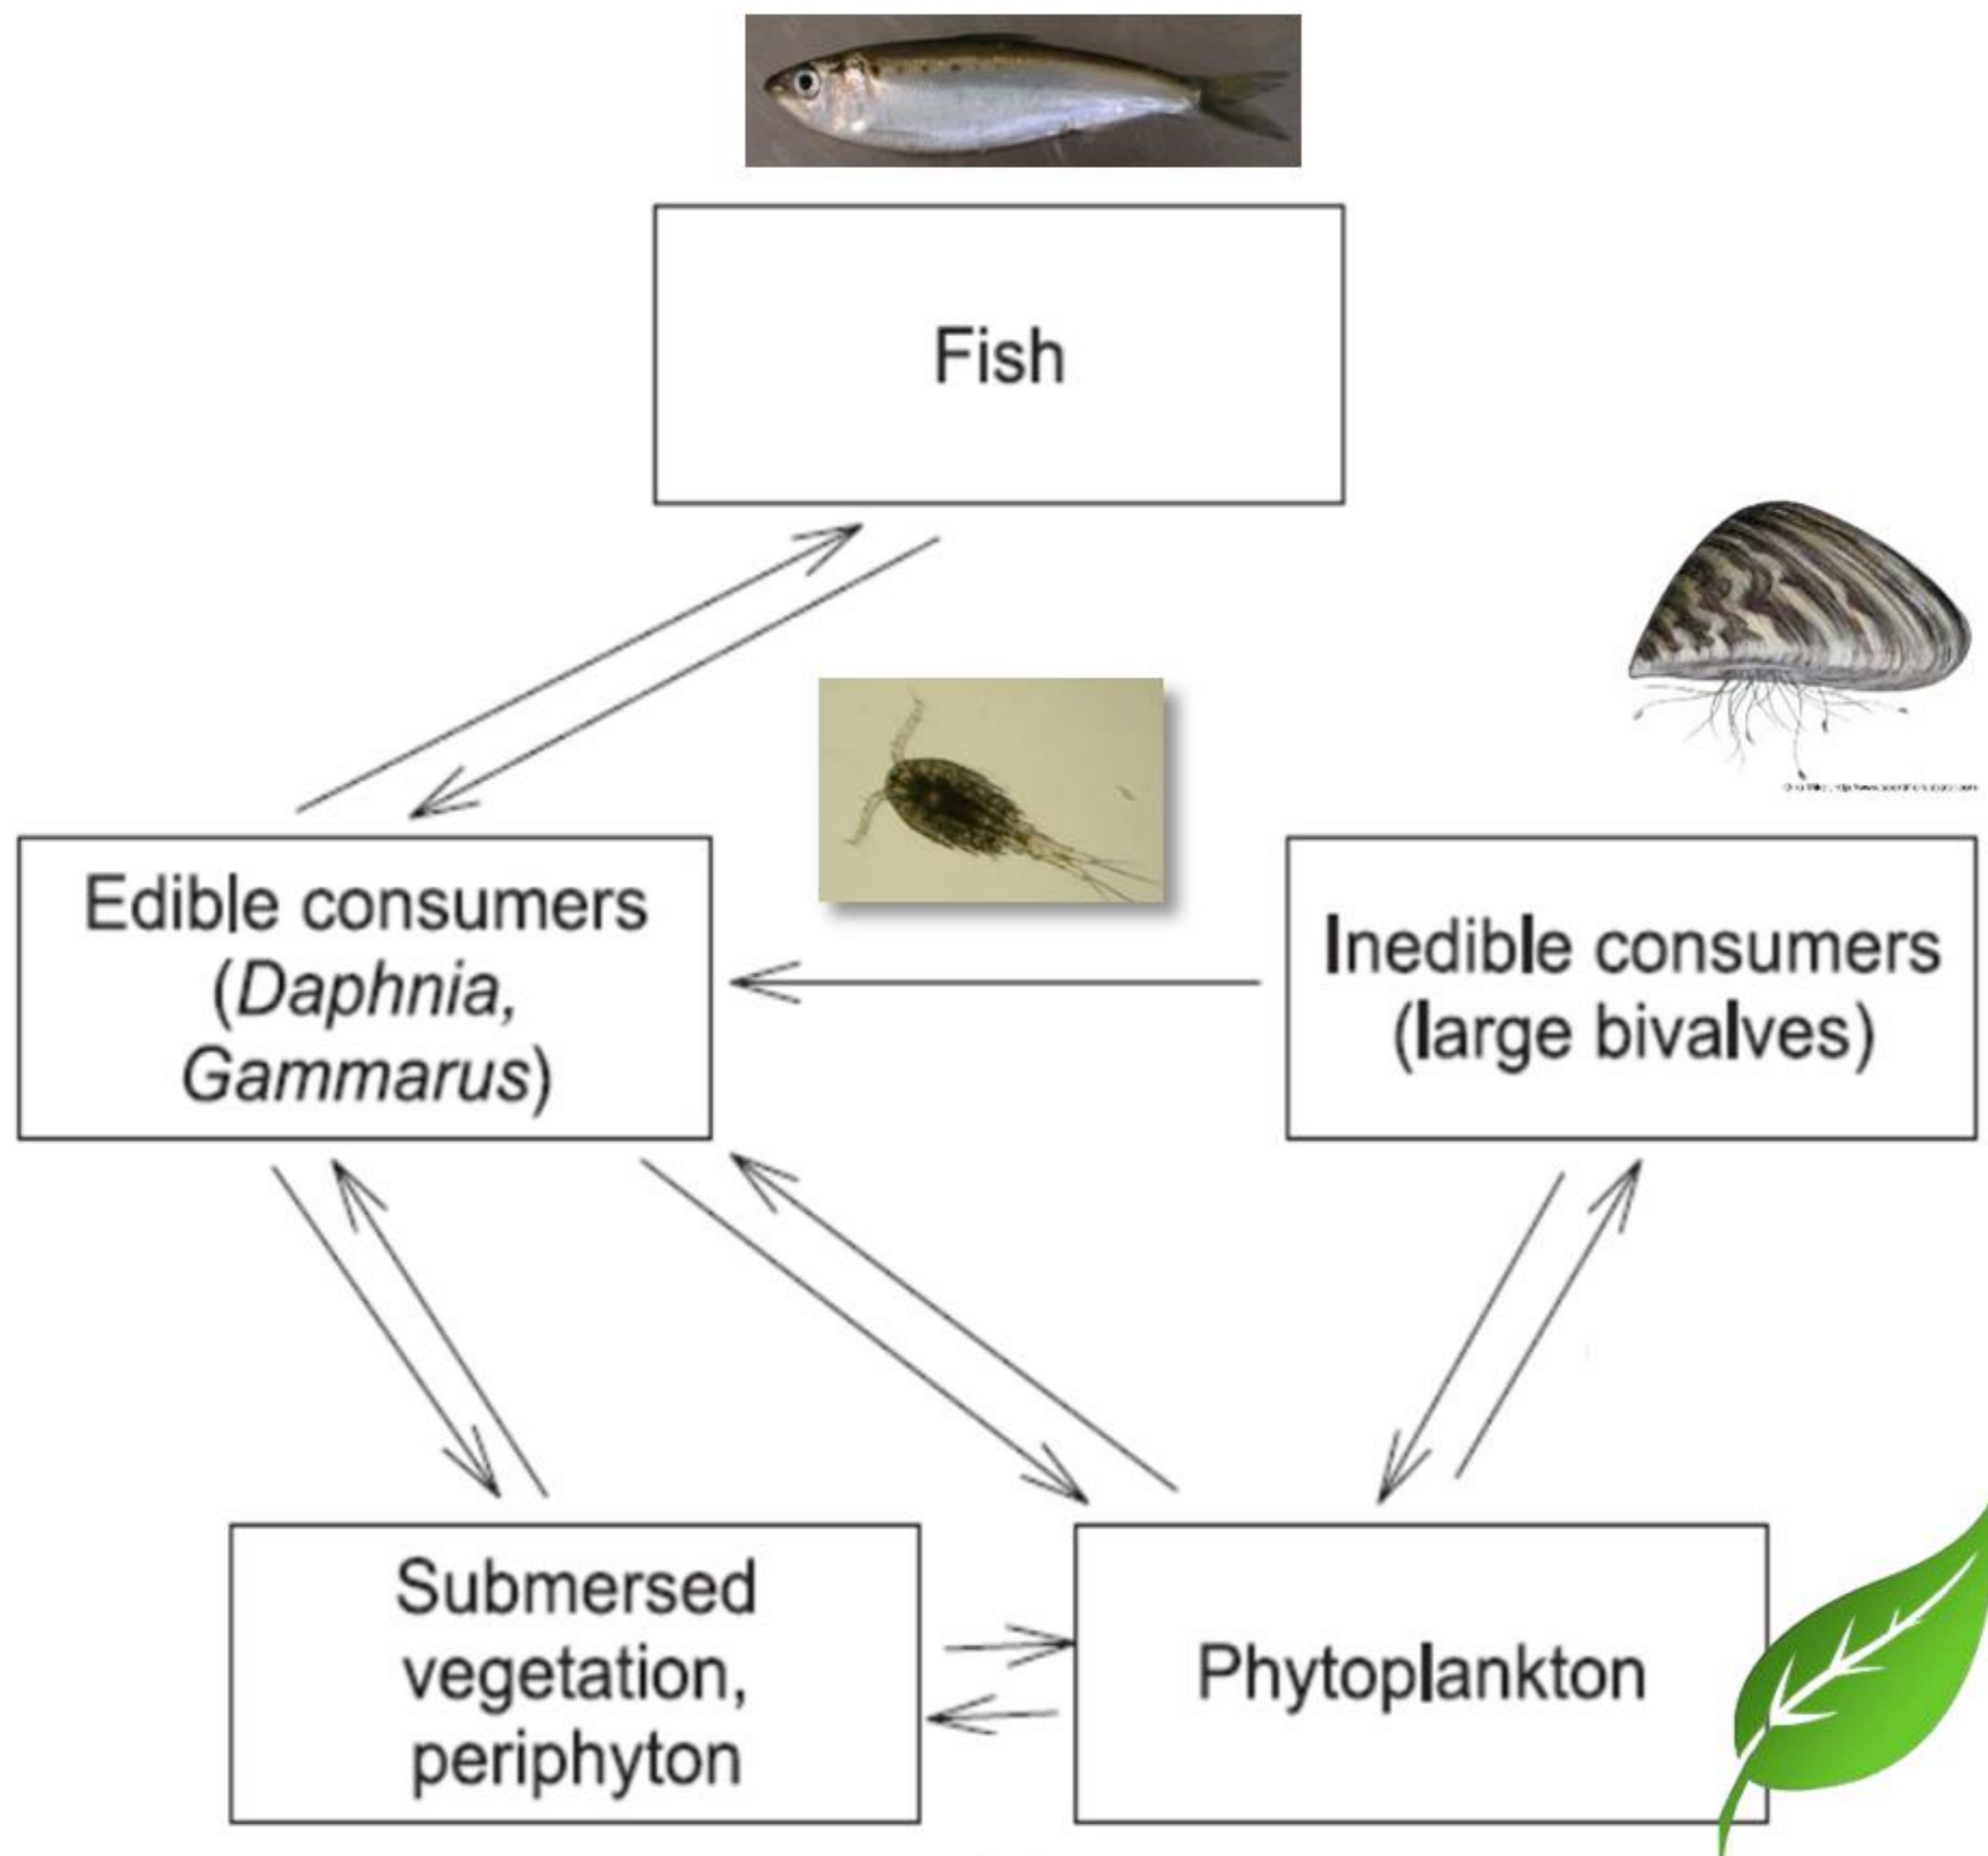 Fish
Edible consumers
(Daphnia,
Gammarus)
Inedible consumers
(large bivalves)
Submersed
vegetation,
periphyton
Phytoplankton